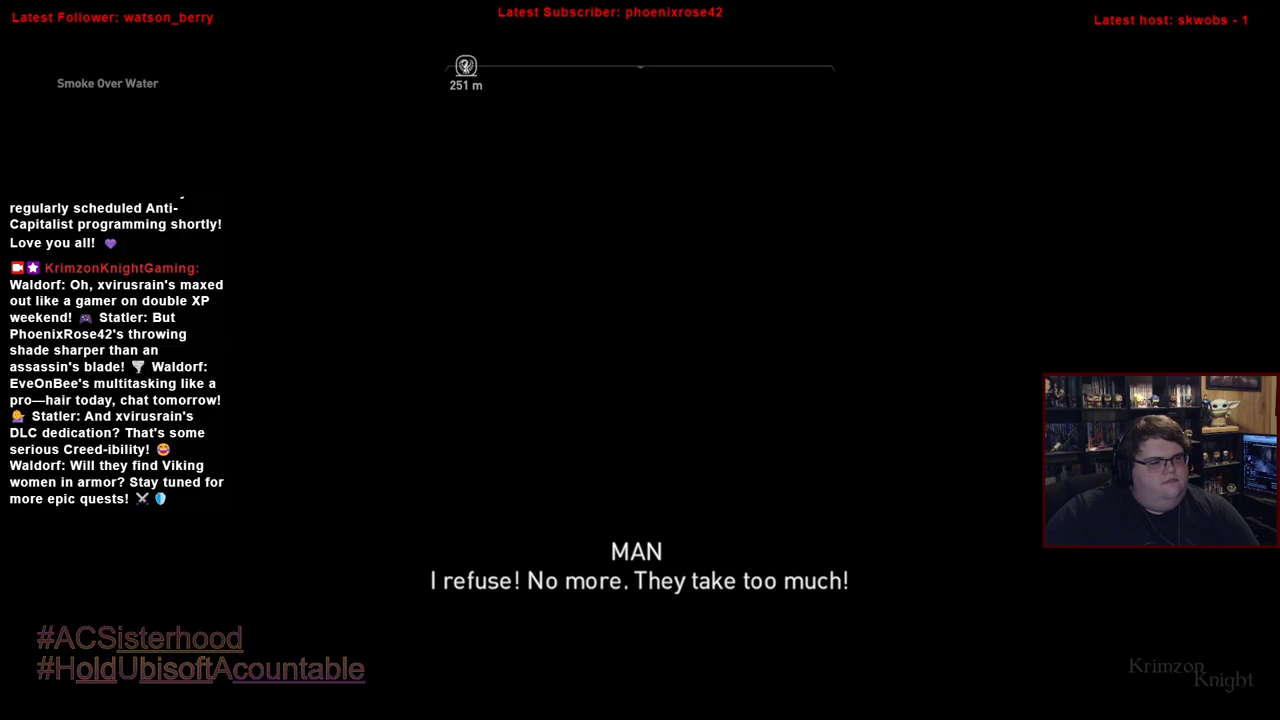 Latest Follower: watson_berry
Latest Subscriber: phoenixrose42
Latest host: skwobs - 1
Smoke Over Water
251 m
regularly scheduled Anti-
Capitalist programming shortly!
Love you all! 💜
KrimzonKnightGaming:
Waldorf: Oh, xvirusrain's maxed
out like a gamer on double XP
weekend! 🎮 Statler: But
PhoenixRose42's throwing
shade sharper than an
assassin's blade! 🌪️ Waldorf:
EveOnBee's multitasking like a
pro—hair today, chat tomorrow!
💁 Statler: And xvirusrain's
DLC dedication? That's some
serious Creed-ibility! 😂
Waldorf: Will they find Viking
women in armor? Stay tuned for
more epic quests! ⚔️ 🛡️
MAN
I refuse! No more. They take too much!
#ACSisterhood
#HoldUbisoftAcountable
Krimzon
Knight